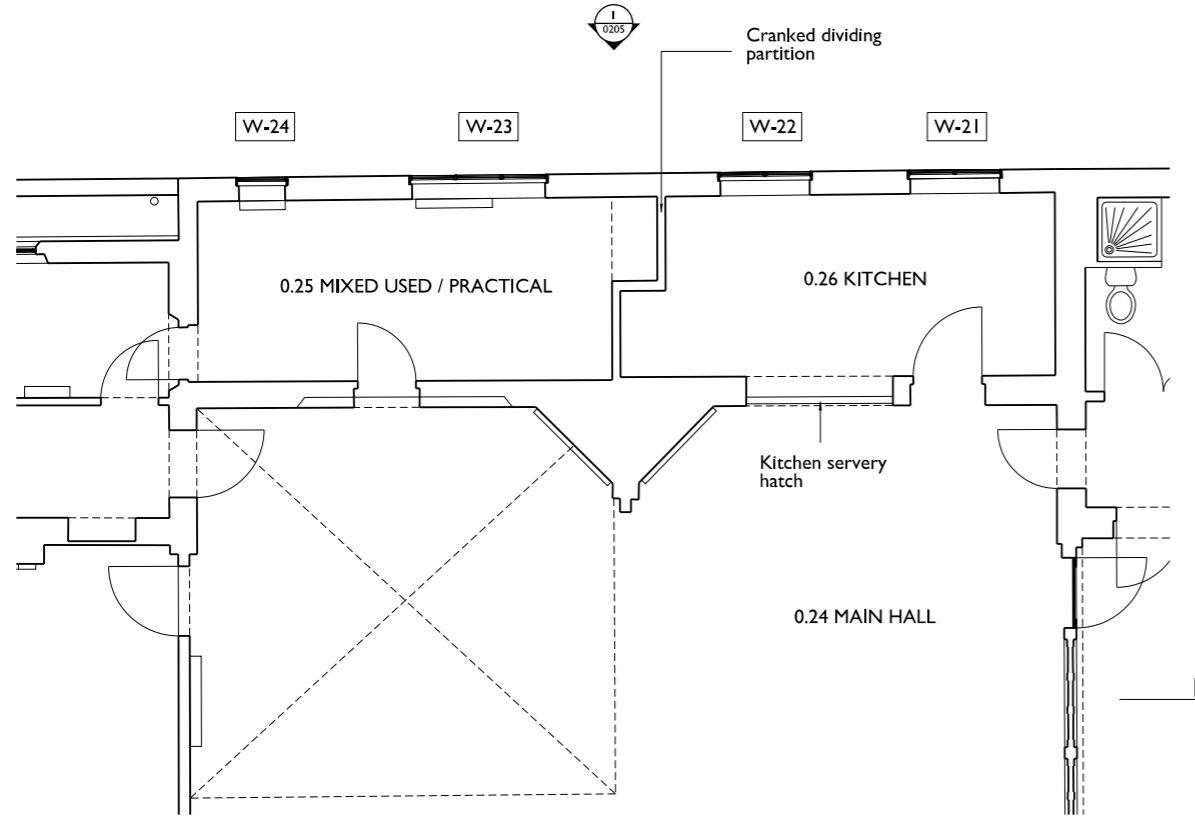 1
0205
Cranked dividing
partition
W-24
W-23
W-22
W-21
0.25 MIXED USED / PRACTICAL
0.26 KITCHEN
Kitchen servery
hatch
0.24 MAIN HALL